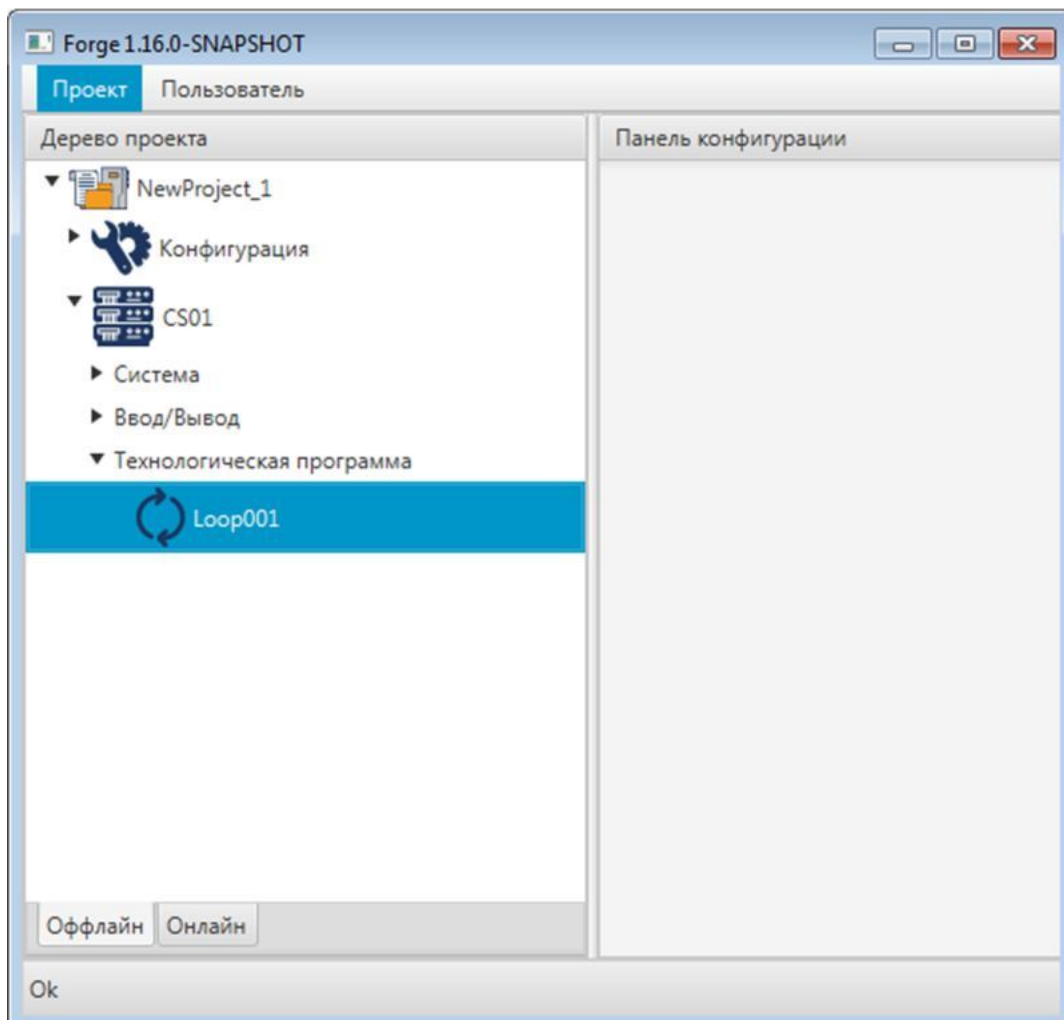 Forge 1.16.0-SNAPSHOT
Проект Пользователь
Дерево проекта
Панель конфигурации
NewProject_1
Конфигурация
CS01
Система
Ввод/Вывод
Технологическая программа
Loop001
Оффлайн Онлайн
Ok